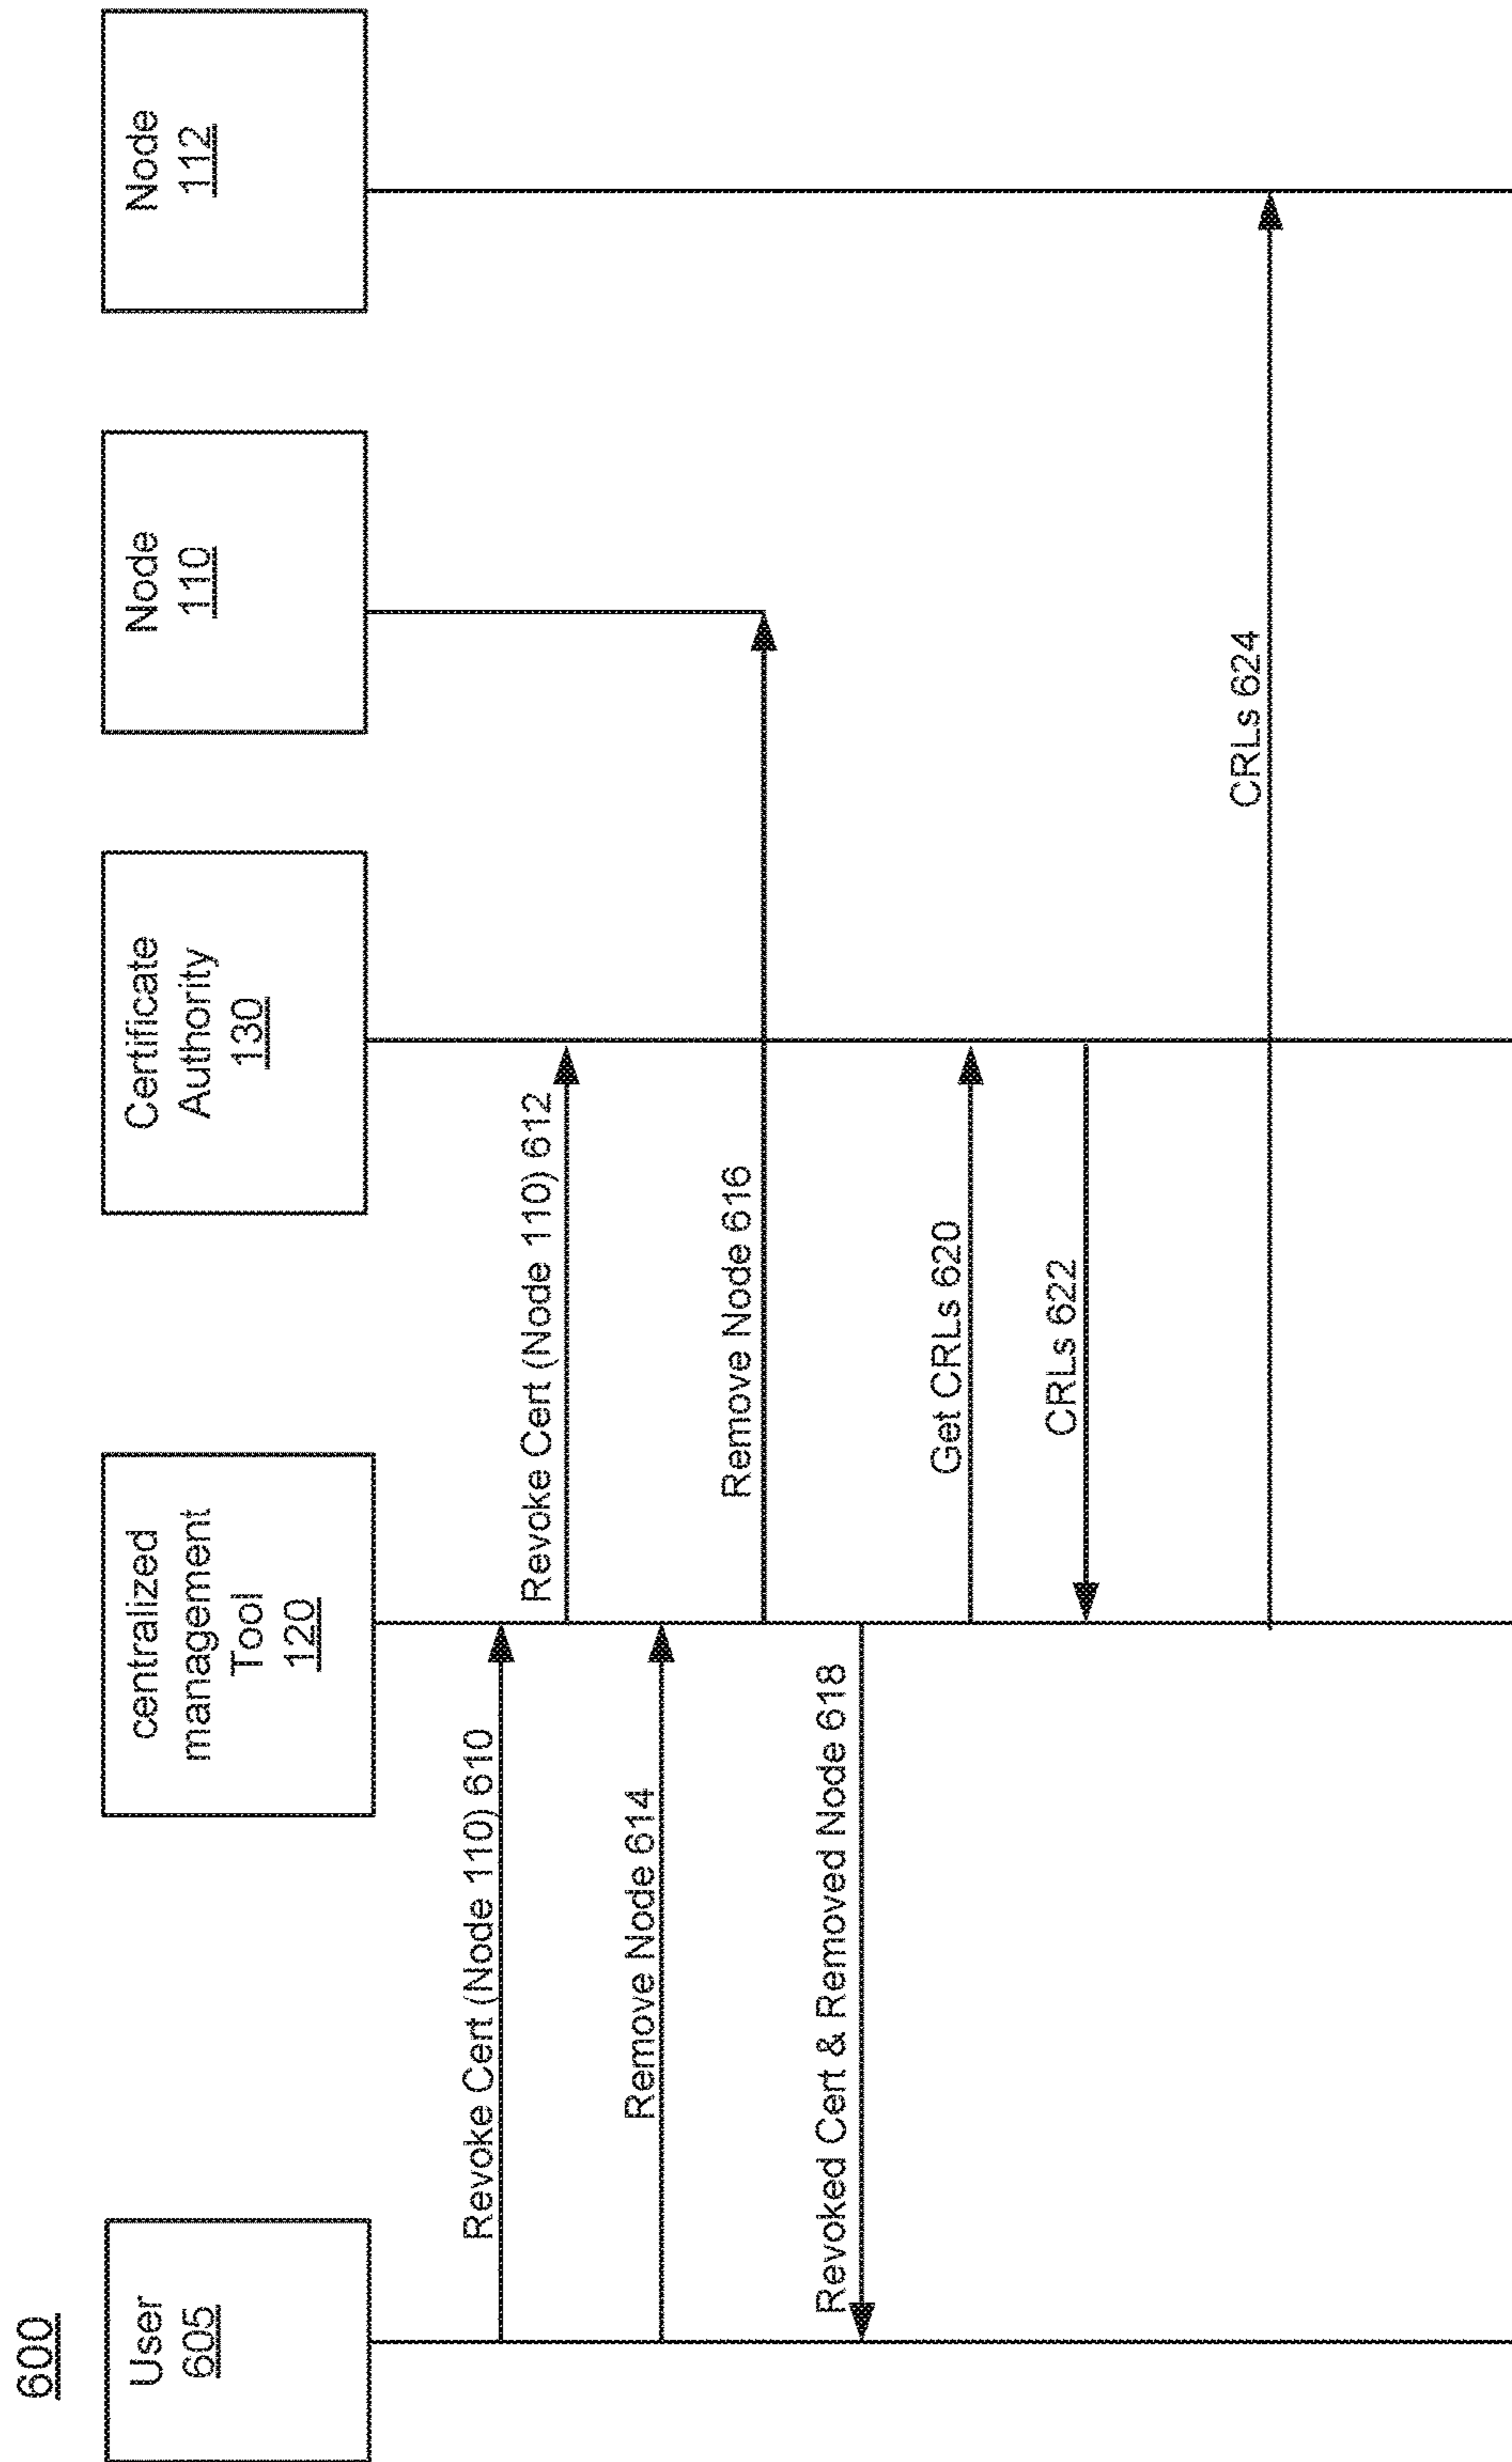 600
User
605
centralized
management
Tool
120
Certificate
Authority
130
Node
110
Node
112
Revoke Cert (Node 110) 610
Revoke Cert (Node 110) 612
Remove Node 614
Remove Node 616
Revoked Cert & Removed Node 618
Get CRLs 620
CRLs 622
CRLs 624